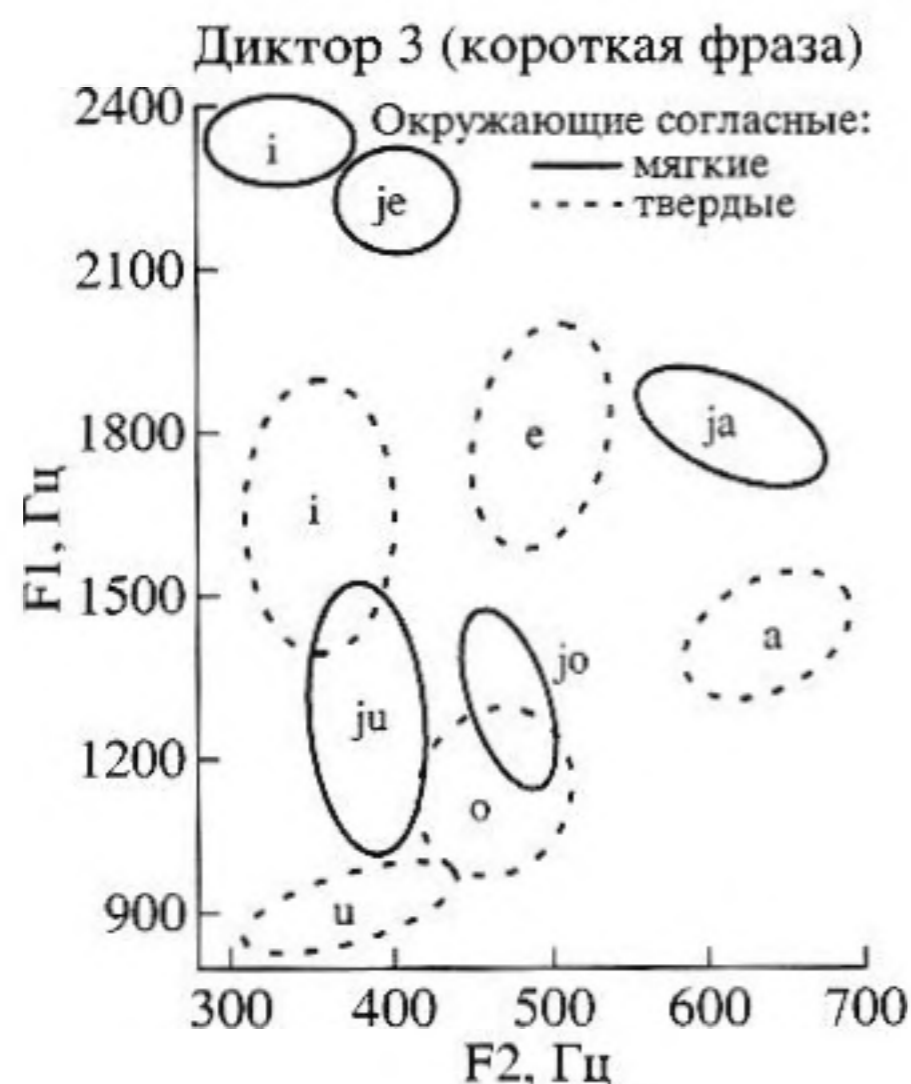 Диктор 3 (короткая фраза)
2400
Окружающие согласные:
мягкие
твердые
i
je
2100
1800
e
ja
i
F1, Гц
1500
a
jo
ju
1200
o
900
u
300 400 500 600 700
F2, Гц